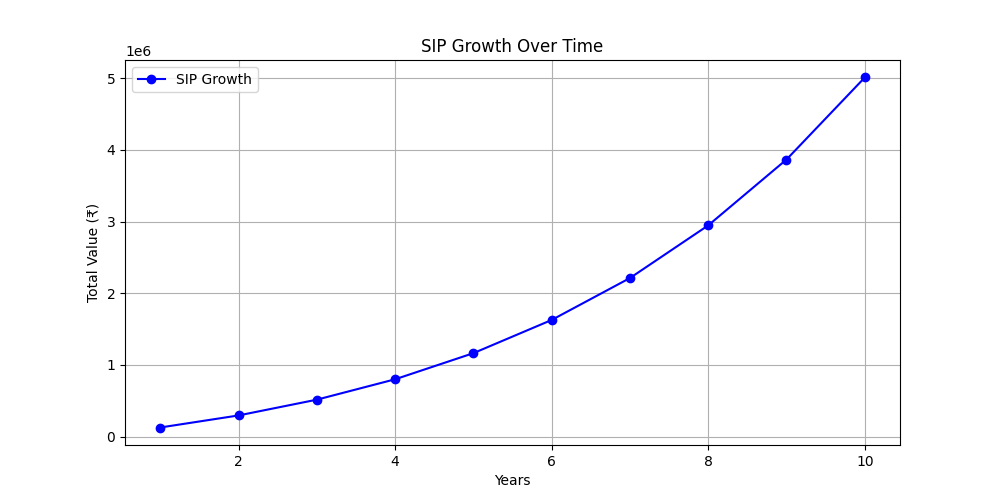 SIP Growth Over Time
1e6
SIP Growth
5
4
3
2
1
0
Total Value (₹)
2 4 6 8 10
Years